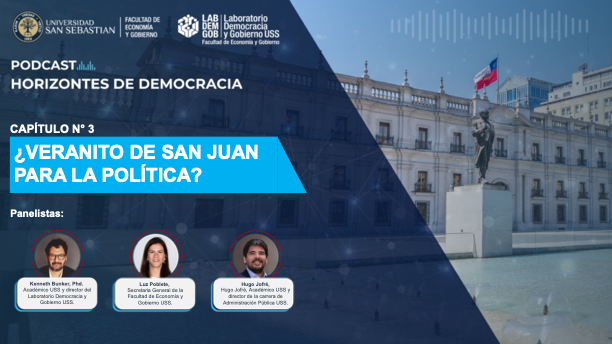 UNIVERSIDAD
SAN SEBASTIAN
FACULTAD DE
ECONOMÍA
Y GOBIERNO
LAB
DEM
GOB
Laboratorio
Democracia
y Gobierno USS
Facultad de Economía y Gobierno
PODCAST
HORIZONTES DE DEMOCRACIA
CAPÍTULO N° 3
¿VERANITO DE SAN JUAN
PARA LA POLÍTICA?
Panelistas:
Kenneth Bunker, Phd.
Académico USS y director del
Laboratorio Democracia y
Gobierno USS.
Luz Poblete,
Secretaria General de la
Facultad de Economía y
Gobierno USS.
Hugo Jofré,
Hugo Jofré, Académico USS y
director de la carrera de
Administración Pública USS.